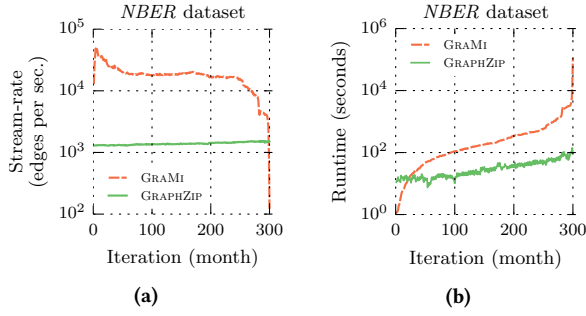 NBER dataset
Stream-rate
(edges per sec.)
10^5
10^4
10^3
10^2
GRAMI
GRAPHZIP
0 100 200 300
Iteration (month)
(a)
NBER dataset
Runtime (seconds)
10^4
10^2
10^0
GRAMI
GRAPHZIP
0 100 200 300
Iteration (month)
(b)